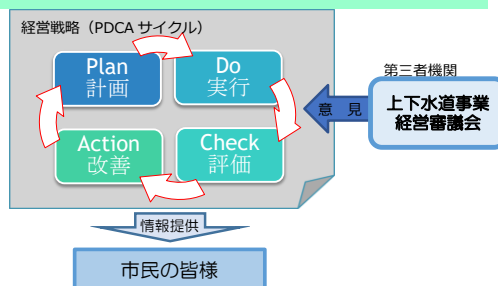 経営戦略（PDCAサイクル）
Plan
計画
Do
実行
Action
改善
Check
評価
第三者機関
意見
上下水道事業
経営審議会
情報提供
市民の皆様